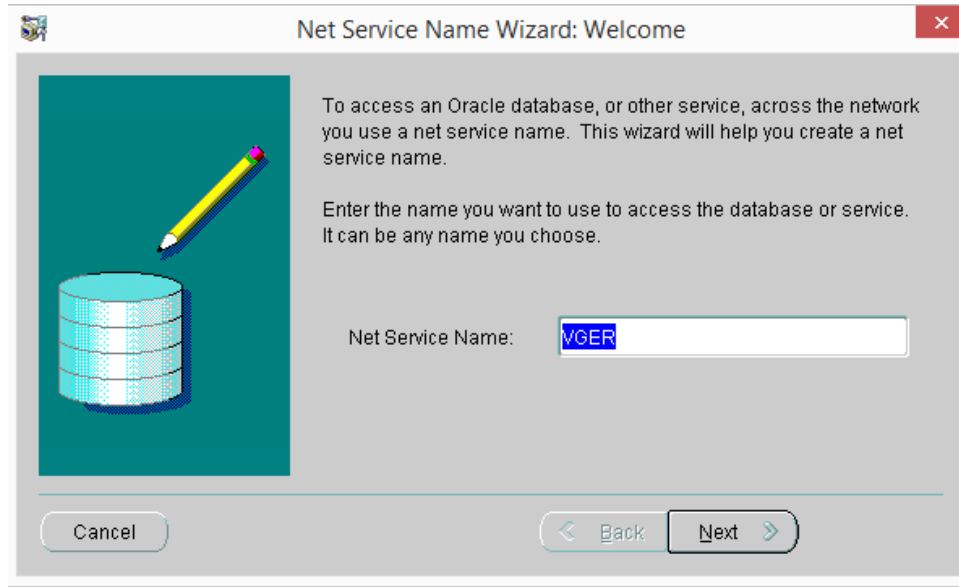 Net Service Name Wizard: Welcome
To access an Oracle database, or other service, across the network
you use a net service name. This wizard will help you create a net
service name.
Enter the name you want to use to access the database or service.
It can be any name you choose.
Net Service Name: VGER
Cancel Back Next